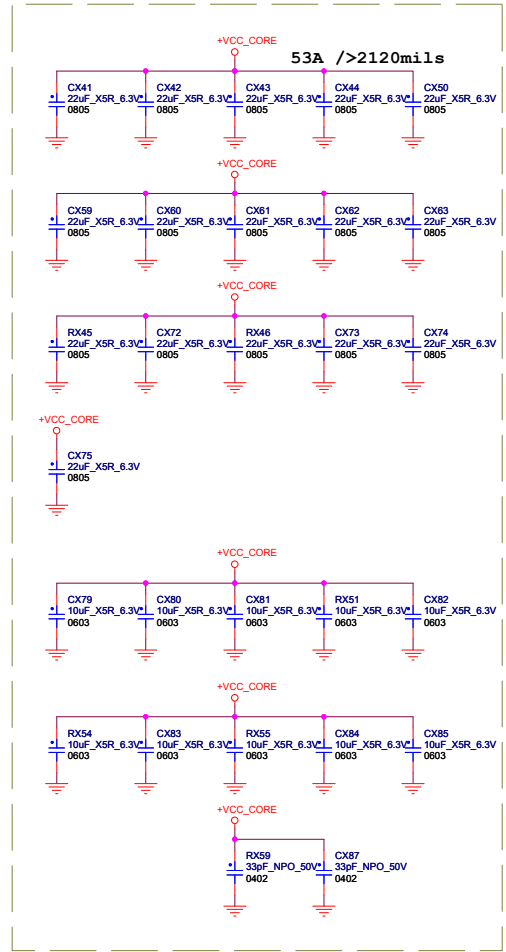 +VCC_CORE
53A />2120mils
CX41 CX42 CX43 CX44 CX50
22uF_X5R_6.3V 22uF_X5R_6.3V 22uF_X5R_6.3V 22uF_X5R_6.3V 22uF_X5R_6.3V
0805 0805 0805 0805 0805
+VCC_CORE
CX59 CX60 CX61 CX62 CX63
22uF_X5R_6.3V 22uF_X5R_6.3V 22uF_X5R_6.3V 22uF_X5R_6.3V 22uF_X5R_6.3V
0805 0805 0805 0805 0805
+VCC_CORE
RX45 CX72 RX46 CX73 CX74
22uF_X5R_6.3V 22uF_X5R_6.3V 22uF_X5R_6.3V 22uF_X5R_6.3V 22uF_X5R_6.3V
0805 0805 0805 0805 0805
+VCC_CORE
CX75
22uF_X5R_6.3V
0805
+VCC_CORE
CX79 CX80 CX81 RX51 CX82
10uF_X5R_6.3V 10uF_X5R_6.3V 10uF_X5R_6.3V 10uF_X5R_6.3V 10uF_X5R_6.3V
0603 0603 0603 0603 0603
+VCC_CORE
RX54 CX83 RX55 CX84 CX85
10uF_X5R_6.3V 10uF_X5R_6.3V 10uF_X5R_6.3V 10uF_X5R_6.3V 10uF_X5R_6.3V
0603 0603 0603 0603 0603
+VCC_CORE
RX59 CX87
33pF_NPO_50V 33pF_NPO_50V
0402 0402